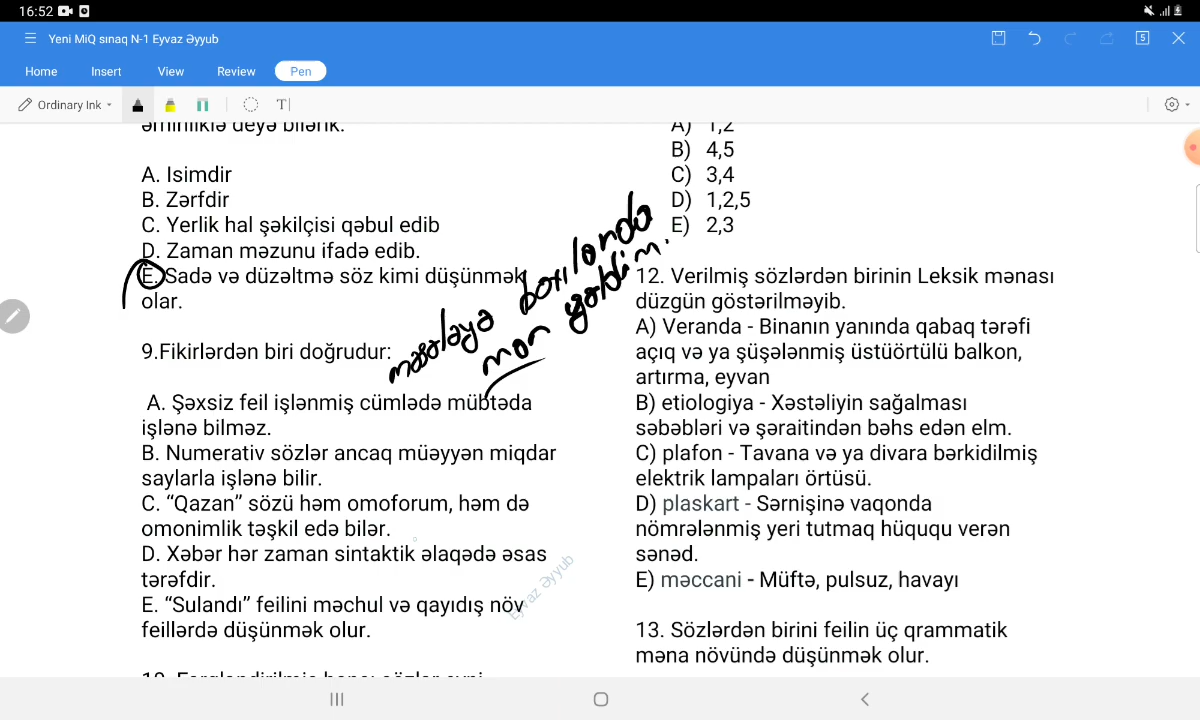 16:52
Yeni MiQ sınaq N-1 Eyvaz Əyyub
5
Home Insert View Review Pen
Ordinary Ink T
əminliklə deyə bilərik.
A. Isimdir
B. Zərfdir
C. Yerlik hal şəkilçisi qəbul edib
D. Zaman məzunu ifadə edib.
E. Sadə və düzəltmə söz kimi düşünmək
olar.
məsələyə baxılanda
mən gəldim.
9.Fikirlərdən biri doğrudur:
A. Şəxsiz feil işlənmiş cümlədə mübtəda
işlənə bilməz.
B. Numerativ sözlər ancaq müəyyən miqdar
saylarla işlənə bilir.
C. “Qazan” sözü həm omoforum, həm də
omonimlik təşkil edə bilər.
D. Xəbər hər zaman sintaktik əlaqədə əsas
tərəfdir.
E. “Sulandı” feilini məchul və qayıdış növ
feillərdə düşünmək olur.
Eyvaz Əyyub
A) 1,2
B) 4,5
C) 3,4
D) 1,2,5
E) 2,3
12. Verilmiş sözlərdən birinin Leksik mənası
düzgün göstərilməyib.
A) Veranda - Binanın yanında qabaq tərəfi
açıq və ya şüşələnmiş üstüörtülü balkon,
artırma, eyvan
B) etiologiya - Xəstəliyin sağalması
səbəbləri və şəraitindən bəhs edən elm.
C) plafon - Tavana və ya divara bərkidilmiş
elektrik lampaları örtüsü.
D) plaskart - Sərnişinə vaqonda
nömrələnmiş yeri tutmaq hüququ verən
sənəd.
E) məccani - Müftə, pulsuz, havayı
13. Sözlərdən birini feilin üç qrammatik
məna növündə düşünmək olur.